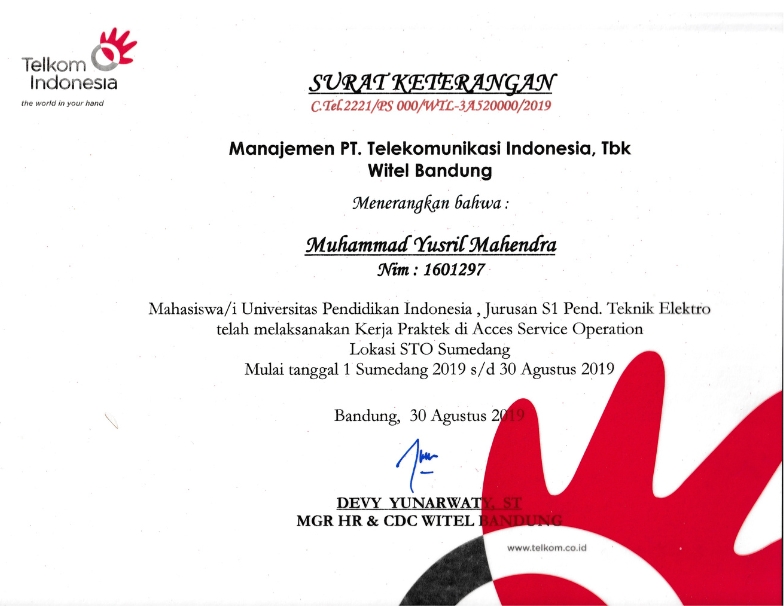 Telkom
Indonesia
the world in your hand
SURAT KETERANGAN
C.Tel.2221/PS 000/WTL-3A520000/2019
Manajemen PT. Telekomunikasi Indonesia, Tbk
Witel Bandung
Menerangkan bahwa :
Muhammad Yusril Mahendra
Nim : 1601297
Mahasiswa/i Universitas Pendidikan Indonesia , Jurusan S1 Pend. Teknik Elektro
telah melaksanakan Kerja Praktek di Acces Service Operation
Lokasi STO Sumedang
Mulai tanggal 1 Sumedang 2019 s/d 30 Agustus 2019
Bandung, 30 Agustus 2019
DEVY YUNARWATY, ST
MGR HR & CDC WITEL BANDUNG
www.telkom.co.id